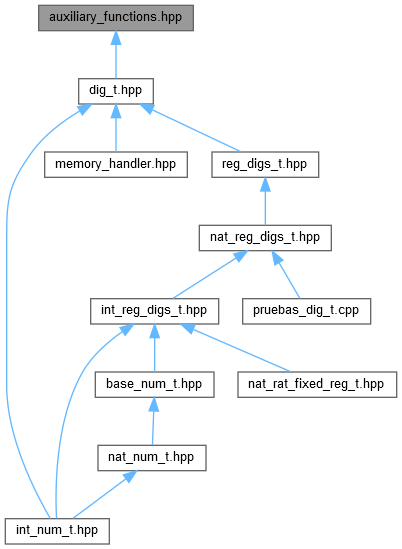 auxiliary_functions.hpp
dig_t.hpp
memory_handler.hpp
reg_digs_t.hpp
nat_reg_digs_t.hpp
int_reg_digs_t.hpp
pruebas_dig_t.cpp
base_num_t.hpp
nat_rat_fixed_reg_t.hpp
nat_num_t.hpp
int_num_t.hpp